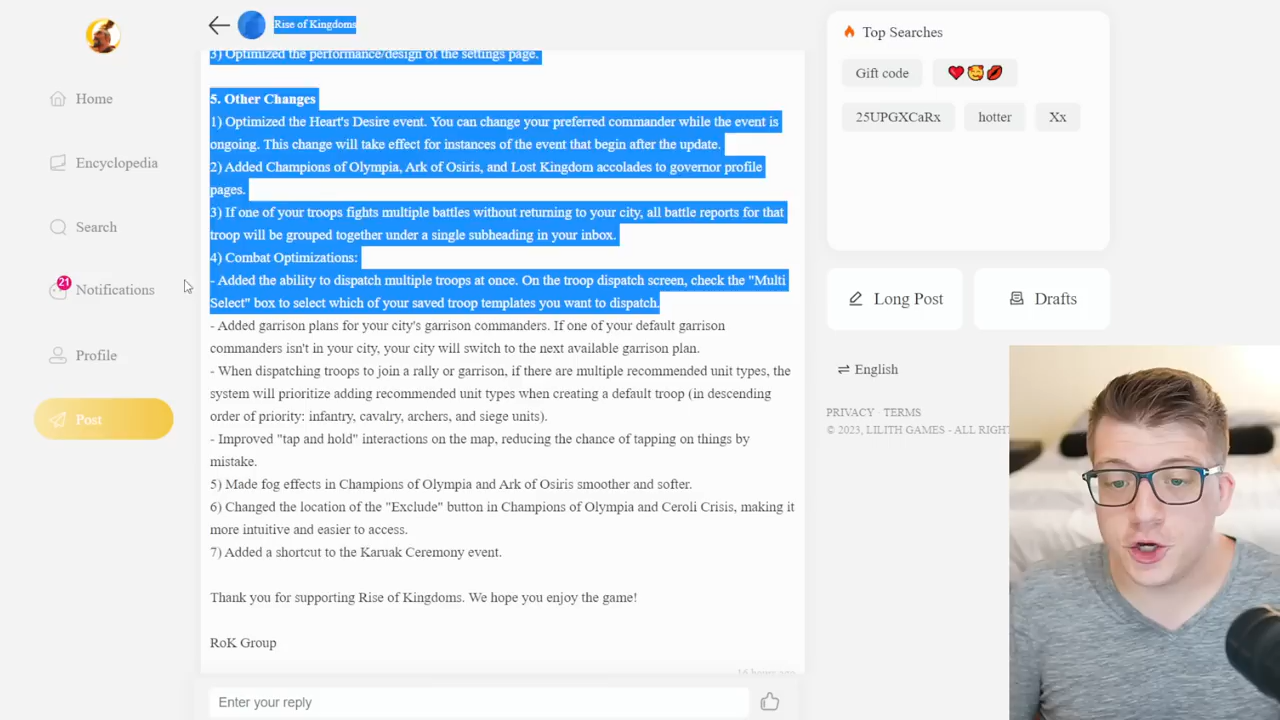 Rise of Kingdoms
3) Optimized the performance/design of the settings page.
5. Other Changes
1) Optimized the Heart's Desire event. You can change your preferred commander while the event is
ongoing. This change will take effect for instances of the event that begin after the update.
2) Added Champions of Olympia, Ark of Osiris, and Lost Kingdom accolades to governor profile
pages.
3) If one of your troops fights multiple battles without returning to your city, all battle reports for that
troop will be grouped together under a single subheading in your inbox.
4) Combat Optimizations:
- Added the ability to dispatch multiple troops at once. On the troop dispatch screen, check the "Multi
Select" box to select which of your saved troop templates you want to dispatch.
- Added garrison plans for your city's garrison commanders. If one of your default garrison
commanders isn't in your city, your city will switch to the next available garrison plan.
- When dispatching troops to join a rally or garrison, if there are multiple recommended unit types, the
system will prioritize adding recommended unit types when creating a default troop (in descending
order of priority: infantry, cavalry, archers, and siege units).
- Improved "tap and hold" interactions on the map, reducing the chance of tapping on things by
mistake.
5) Made fog effects in Champions of Olympia and Ark of Osiris smoother and softer.
6) Changed the location of the "Exclude" button in Champions of Olympia and Ceroli Crisis, making it
more intuitive and easier to access.
7) Added a shortcut to the Karuak Ceremony event.
Thank you for supporting Rise of Kingdoms. We hope you enjoy the game!
RoK Group
16 hours ago
Enter your reply
Home
Encyclopedia
Search
21
Notifications
Profile
Post
Top Searches
Gift code
25UPGXCaRx
hotter
Xx
Long Post
Drafts
English
PRIVACY · TERMS
© 2023, LILITH GAMES - ALL RIGH